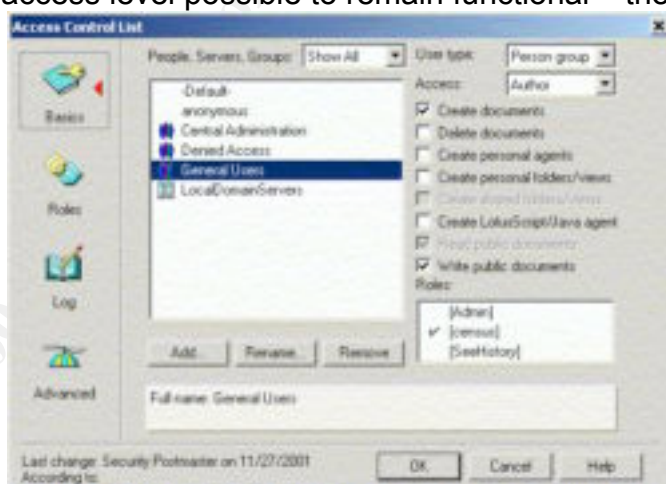 access level possible to remain functional – the
Access Control List
People, Servers, Groups: Show All
User type: Person group
Access: Author
Basics
-Default-
anonymous
Central Administration
Denied Access
General Users
LocalDomainServers
Create documents
Delete documents
Create personal agents
Create personal folders/views
Create shared folders/views
Create LotusScript/Java agent
Read public documents
Write public documents
Roles
Log
Advanced
Roles:
[Admin]
[census]
[SeeHistory]
Add... Rename... Remove
Full name: General Users
Last change: Security Postmaster on 11/27/2001
According to:
OK Cancel Help